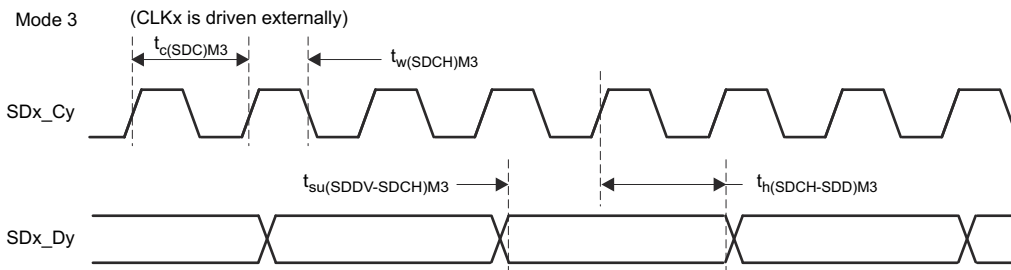 Mode 3 (CLKx is driven externally)
tc(SDC)M3
tw(SDCH)M3
SDx_Cy
tsu(SDDV-SDCH)M3
th(SDCH-SDD)M3
SDx_Dy